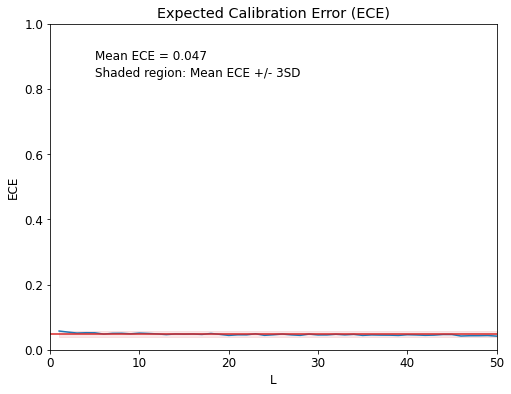 Expected Calibration Error (ECE)
1.0
Mean ECE = 0.047
Shaded region: Mean ECE +/- 3SD
0.8
0.6
ECE
0.4
0.2
0.0
0 10 20 30 40 50
L